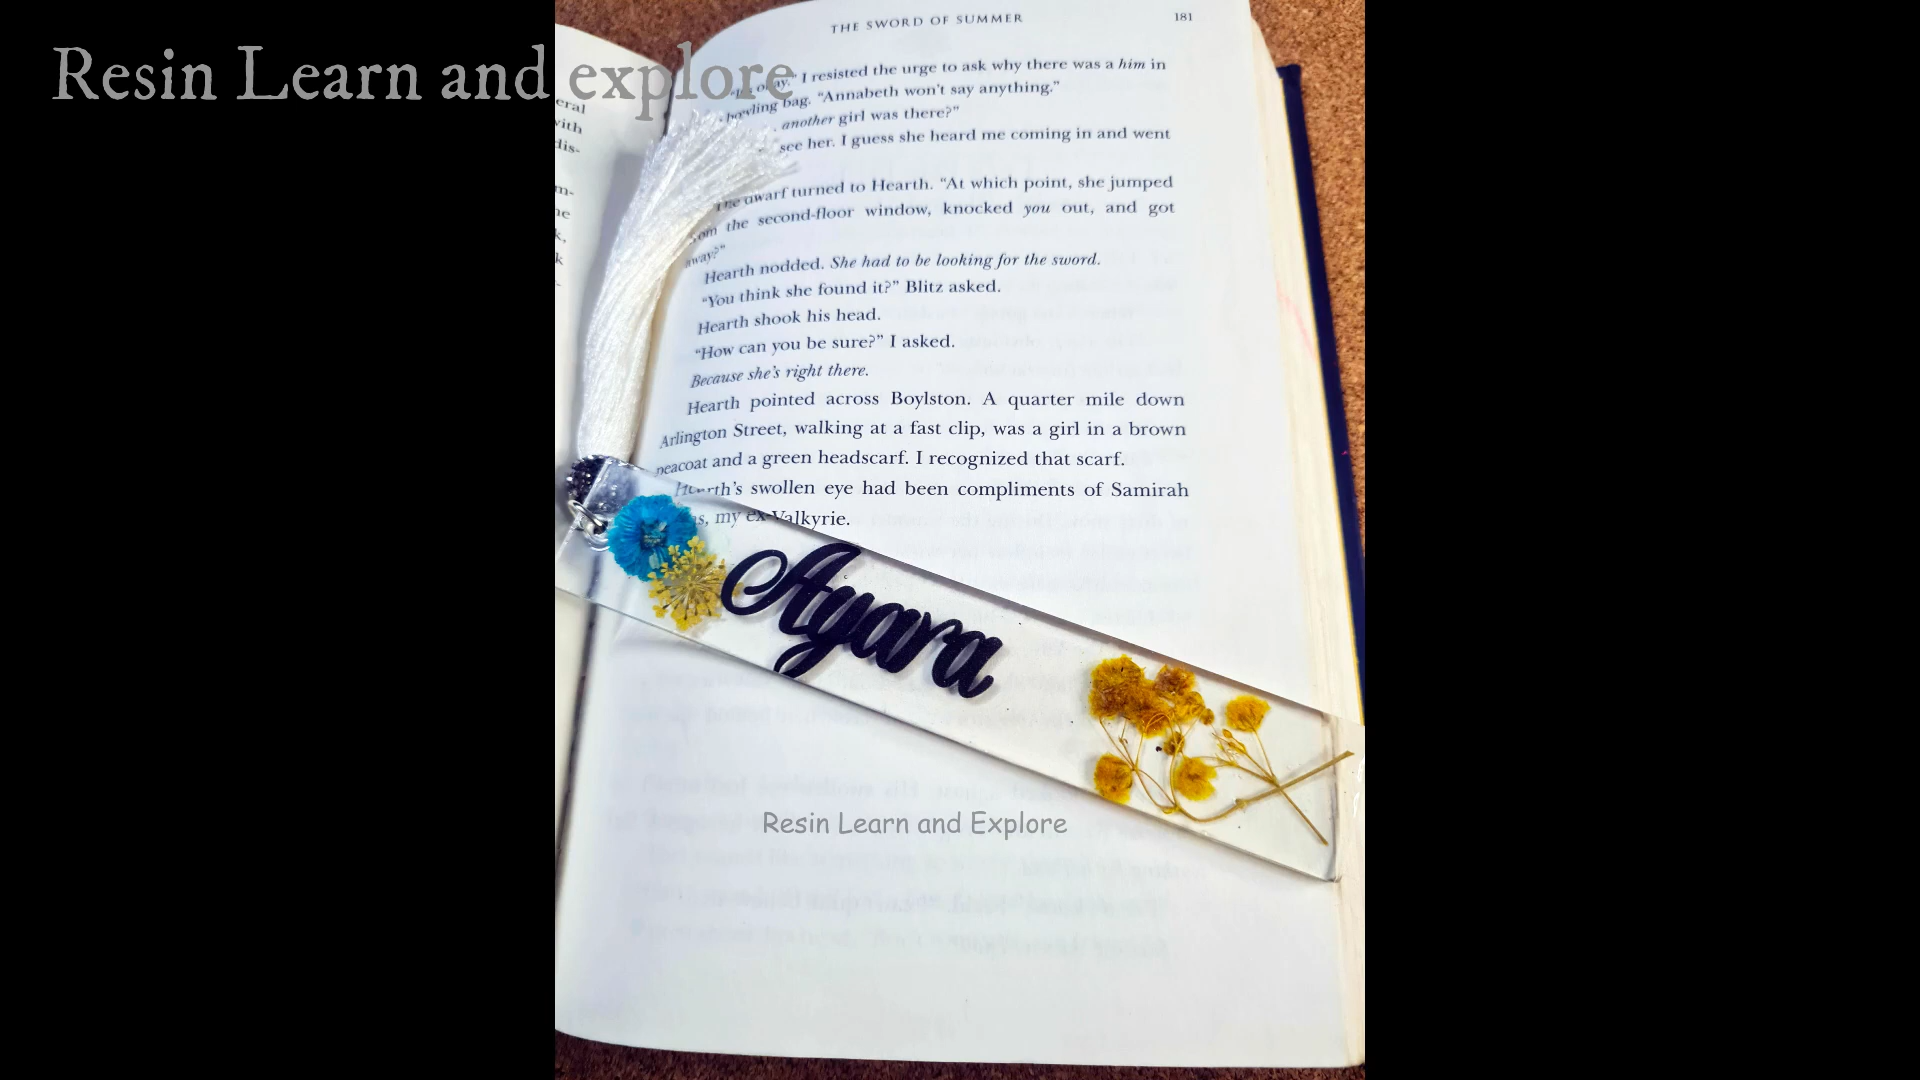 Resin Learn and explore
THE SWORD OF SUMMER 181
okay." I resisted the urge to ask why there was a him in
bowling bag. "Annabeth won't say anything."
another girl was there?"
see her. I guess she heard me coming in and went
The dwarf turned to Hearth. "At which point, she jumped
from the second-floor window, knocked you out, and got
away?"
Hearth nodded. She had to be looking for the sword.
"You think she found it?" Blitz asked.
Hearth shook his head.
"How can you be sure?" I asked.
Because she's right there.
Hearth pointed across Boylston. A quarter mile down
Arlington Street, walking at a fast clip, was a girl in a brown
peacoat and a green headscarf. I recognized that scarf.
Hearth's swollen eye had been compliments of Samirah
my ex-Valkyrie.
Ayara
Resin Learn and Explore